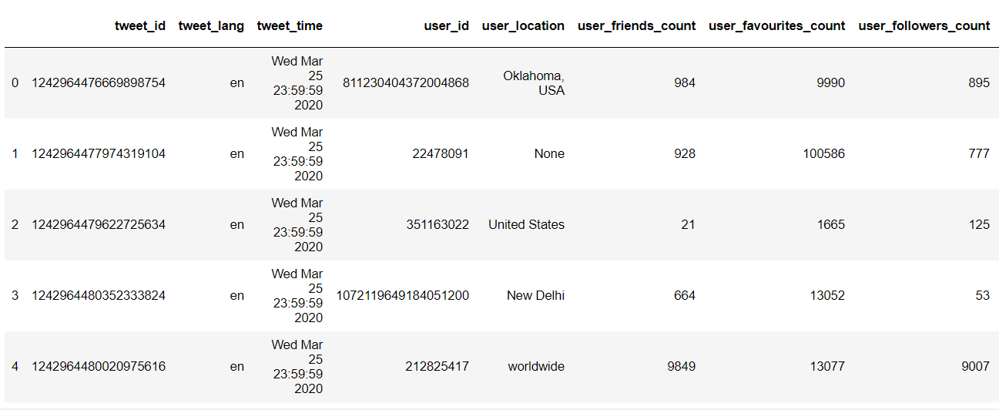 tweet_id tweet_lang tweet_time user_id user_location user_friends_count user_favourites_count user_followers_count
0 1242964476669898754 en Wed Mar 25 23:59:59 2020 811230404372004868 Oklahoma, USA 984 9990 895
1 1242964477974319104 en Wed Mar 25 23:59:59 2020 22478091 None 928 100586 777
2 1242964479622725634 en Wed Mar 25 23:59:59 2020 351163022 United States 21 1665 125
3 1242964480352333824 en Wed Mar 25 23:59:59 2020 1072119649184051200 New Delhi 664 13052 53
4 1242964480020975616 en Wed Mar 25 23:59:59 2020 212825417 worldwide 9849 13077 9007